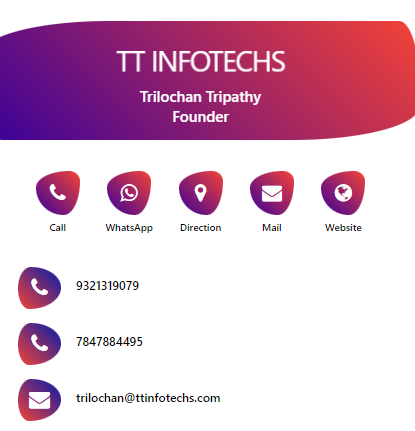 TT INFOTECHS
Trilochan Tripathy
Founder
Call WhatsApp Direction Mail Website
9321319079
7847884495
trilochan@ttinfotechs.com